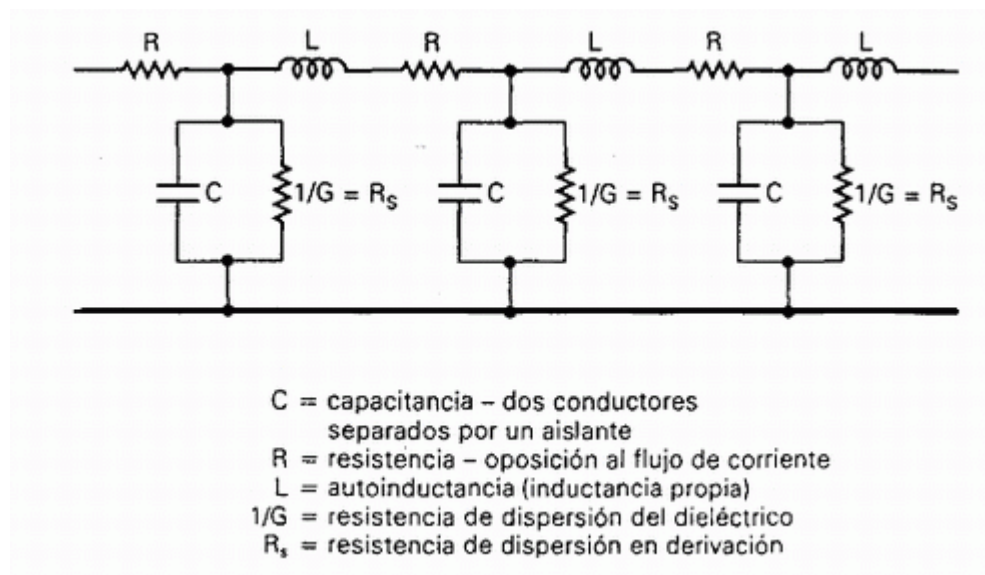 R L R L R L
C 1/G = R_S C 1/G = R_S C 1/G = R_S
C = capacitancia – dos conductores
separados por un aislante
R = resistencia – oposición al flujo de corriente
L = autoinductancia (inductancia propia)
1/G = resistencia de dispersión del dieléctrico
R_s = resistencia de dispersión en derivación